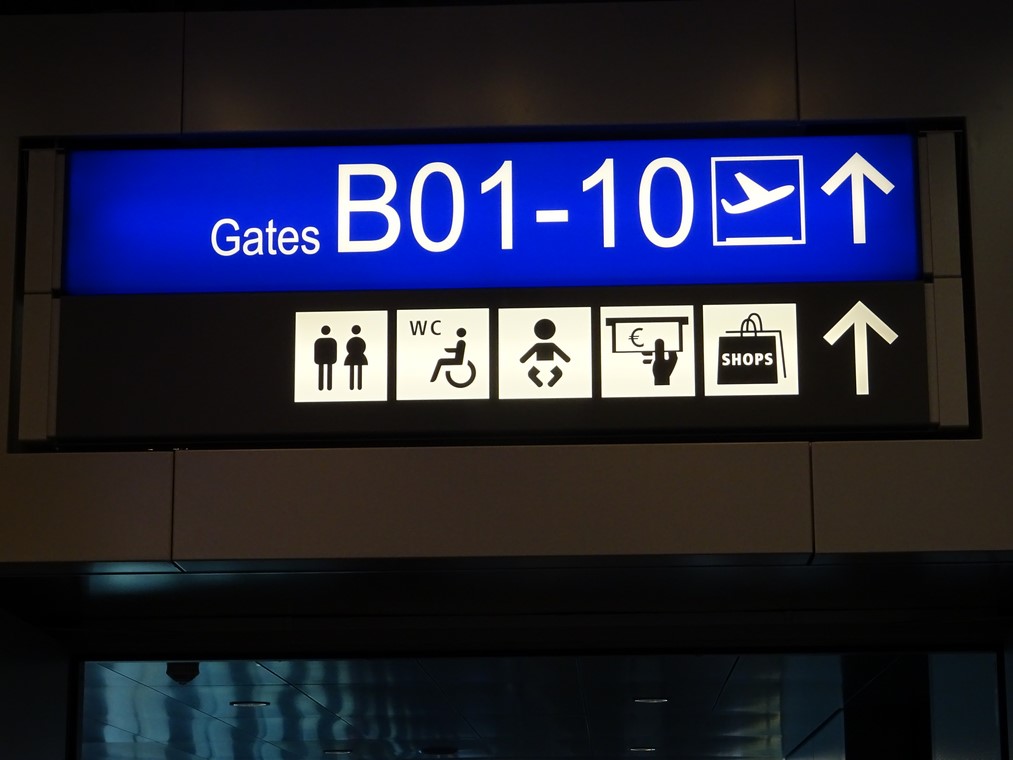 Gates B01-10
WC
€
SHOPS